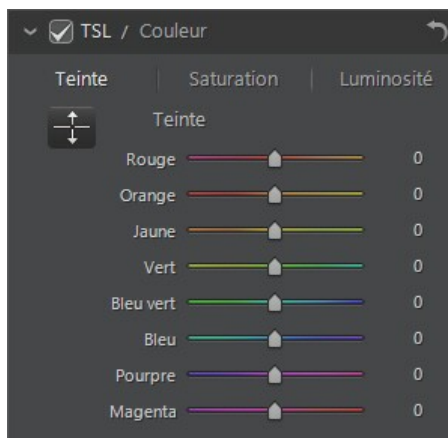 TSL / Couleur
Teinte Saturation Luminosité
Teinte
Rouge 0
Orange 0
Jaune 0
Vert 0
Bleu vert 0
Bleu 0
Pourpre 0
Magenta 0